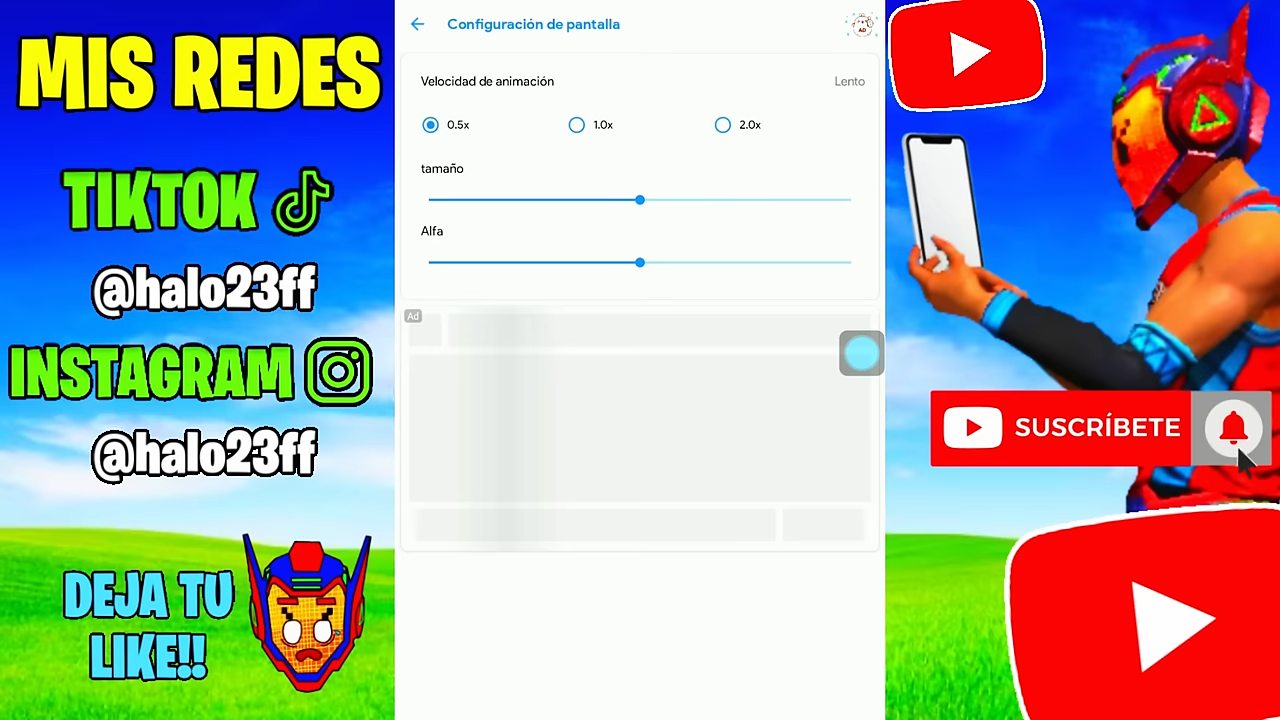 MIS REDES
TIKTOK
@halo23ff
INSTAGRAM
@halo23ff
DEJA TU
LIKE!!
Configuración de pantalla
AD
Velocidad de animación
Lento
0.5x
1.0x
2.0x
tamaño
Alfa
Ad
SUSCRÍBETE